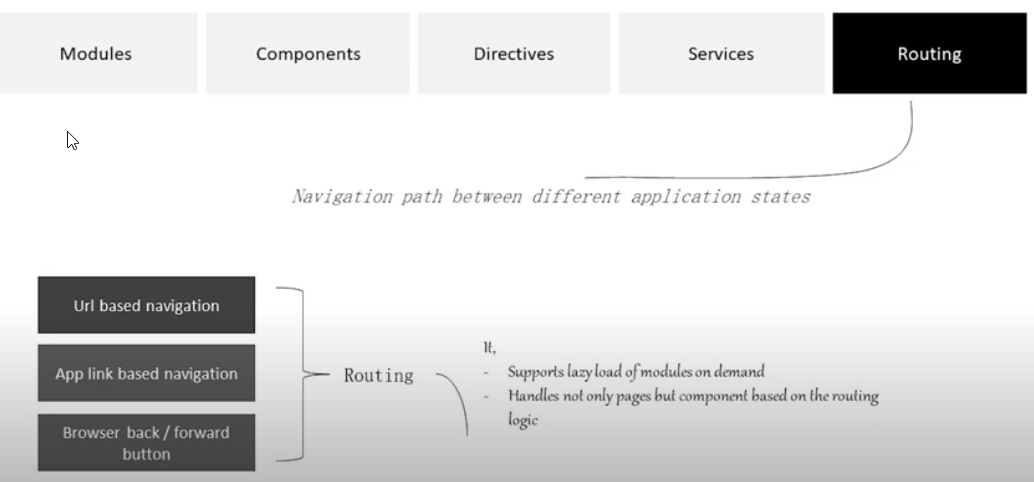 Modules
Components
Directives
Services
Routing
Navigation path between different application states
Url based navigation
App link based navigation
Browser back / forward
button
Routing
It,
- Supports lazy load of modules on demand
- Handles not only pages but component based on the routing
logic